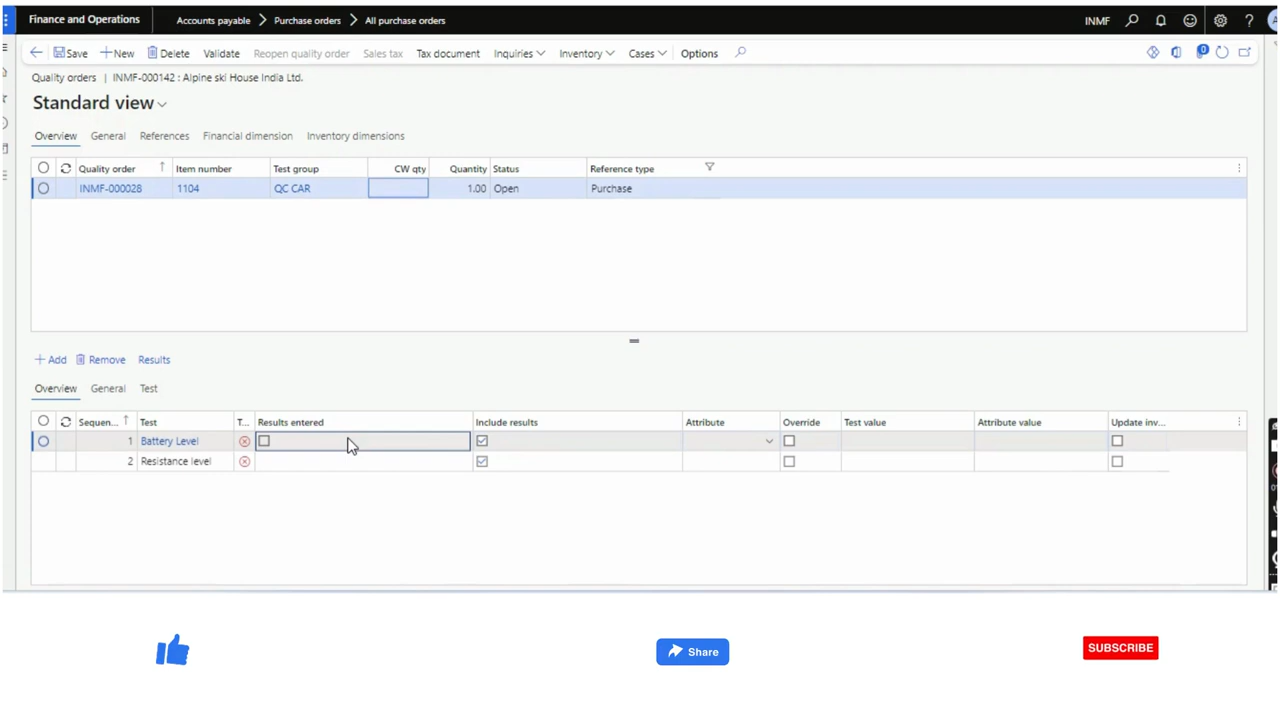 Finance and Operations Accounts payable Purchase orders All purchase orders INMF ?
Save New Delete Validate Reopen quality order Sales tax Tax document Inquiries Inventory Cases Options 0
Quality orders | INMF-000142 : Alpine ski House India Ltd.
Standard view
Overview General References Financial dimension Inventory dimensions
Quality order Item number Test group CW qty Quantity Status Reference type
INMF-000028 1104 QC CAR 1.00 Open Purchase
Add Remove Results
Overview General Test
Sequen... Test T... Results entered Include results Attribute Override Test value Attribute value Update inv...
1 Battery Level
2 Resistance level
Share
SUBSCRIBE